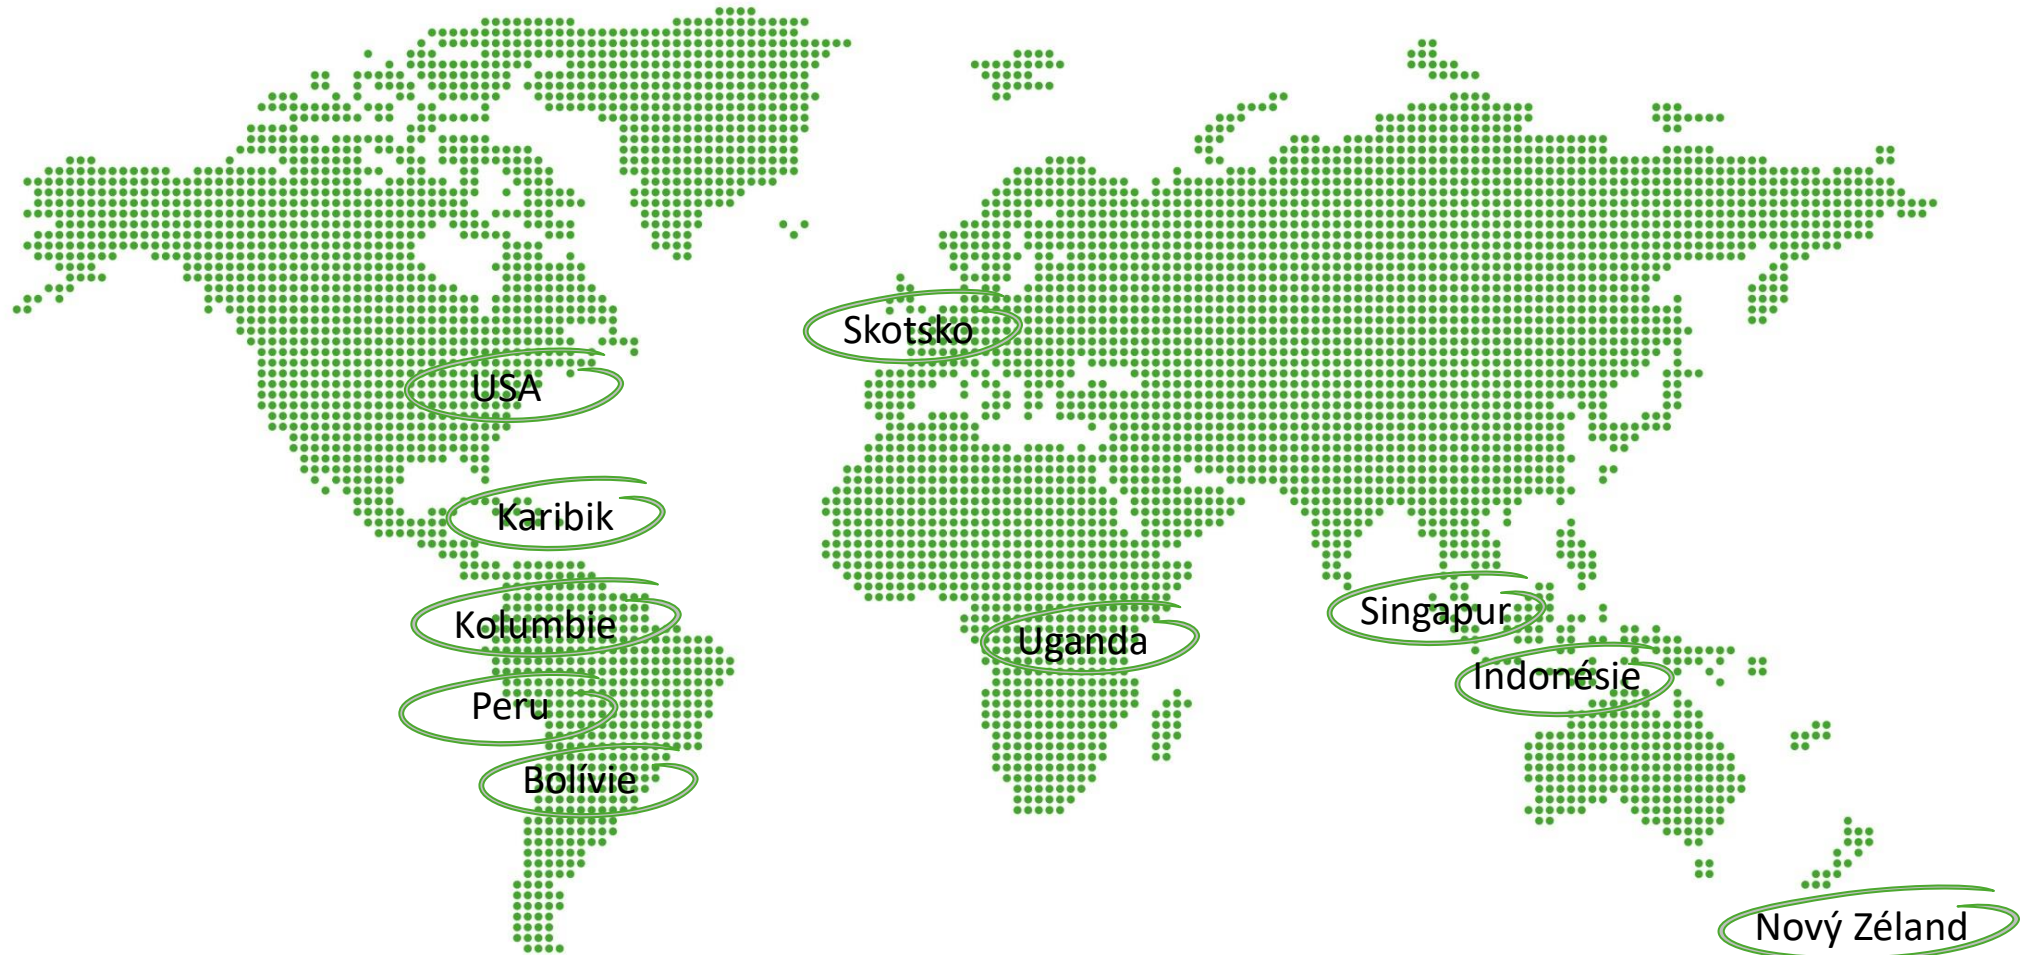 Skotsko
USA
Karibik
Kolumbie
Uganda
Singapur
Indonésie
Peru
Bolívie
Nový Zéland